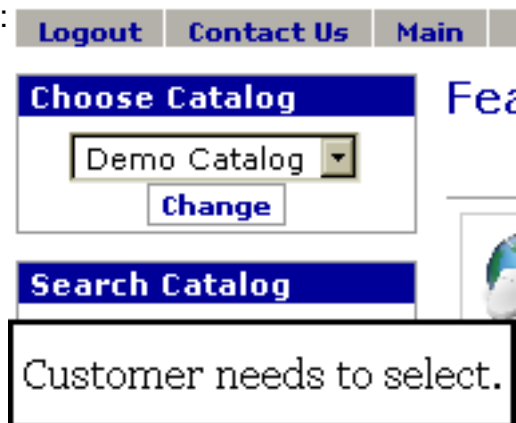 :
Logout Contact Us Main
Choose Catalog
Fea
Demo Catalog
Change
Search Catalog
Customer needs to select.